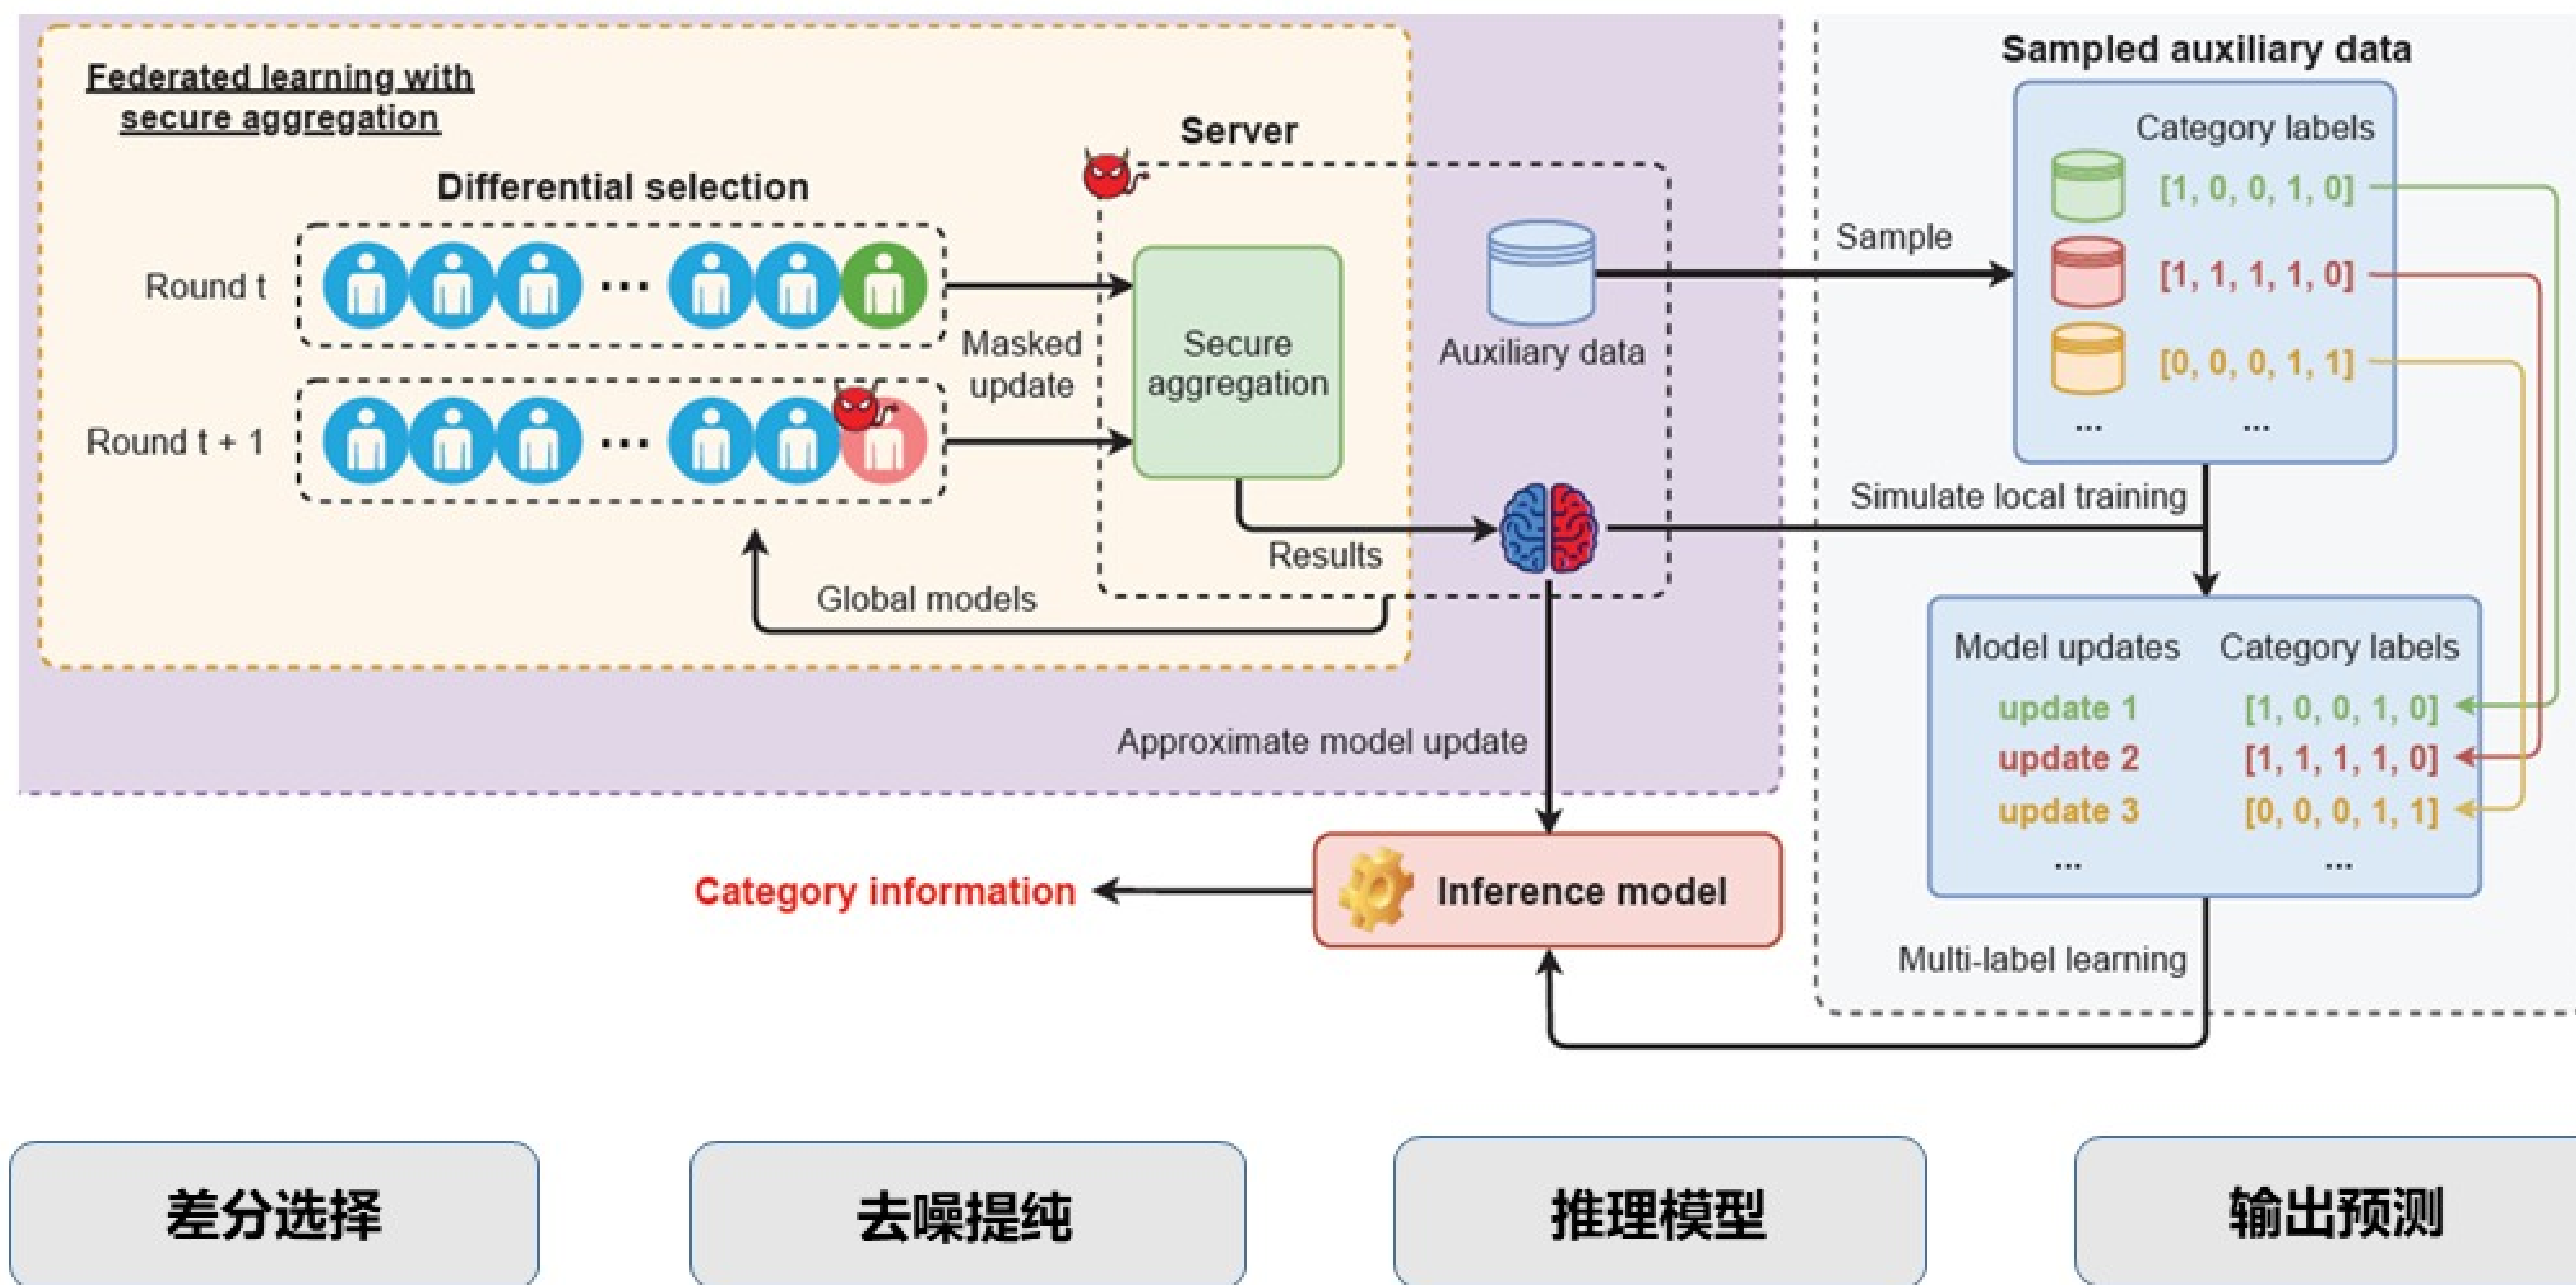 Federated learning with
secure aggregation
Differential selection
Round t
...
Round t + 1
...
Masked
update
Server
Secure
aggregation
Auxiliary data
Results
Global models
Approximate model update
Sample
Sampled auxiliary data
Category labels
[1, 0, 0, 1, 0]
[1, 1, 1, 1, 0]
[0, 0, 0, 1, 1]
... ...
Simulate local training
Model updates Category labels
update 1 [1, 0, 0, 1, 0]
update 2 [1, 1, 1, 1, 0]
update 3 [0, 0, 0, 1, 1]
... ...
Multi-label learning
Inference model
Category information
差分选择
去噪提纯
推理模型
输出预测